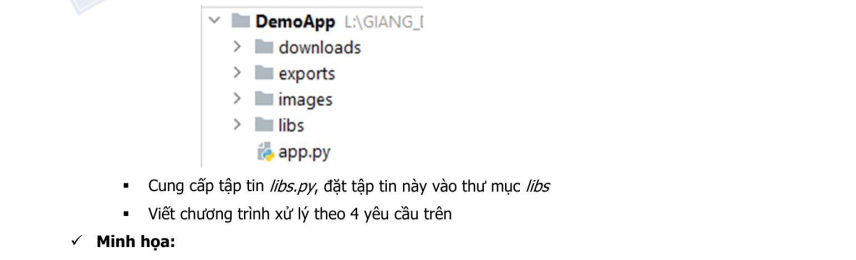 DemoApp L:\GIANG_
downloads
exports
images
libs
app.py
▪ Cung cấp tập tin libs.py, đặt tập tin này vào thư mục libs
▪ Viết chương trình xử lý theo 4 yêu cầu trên
✓ Minh họa: